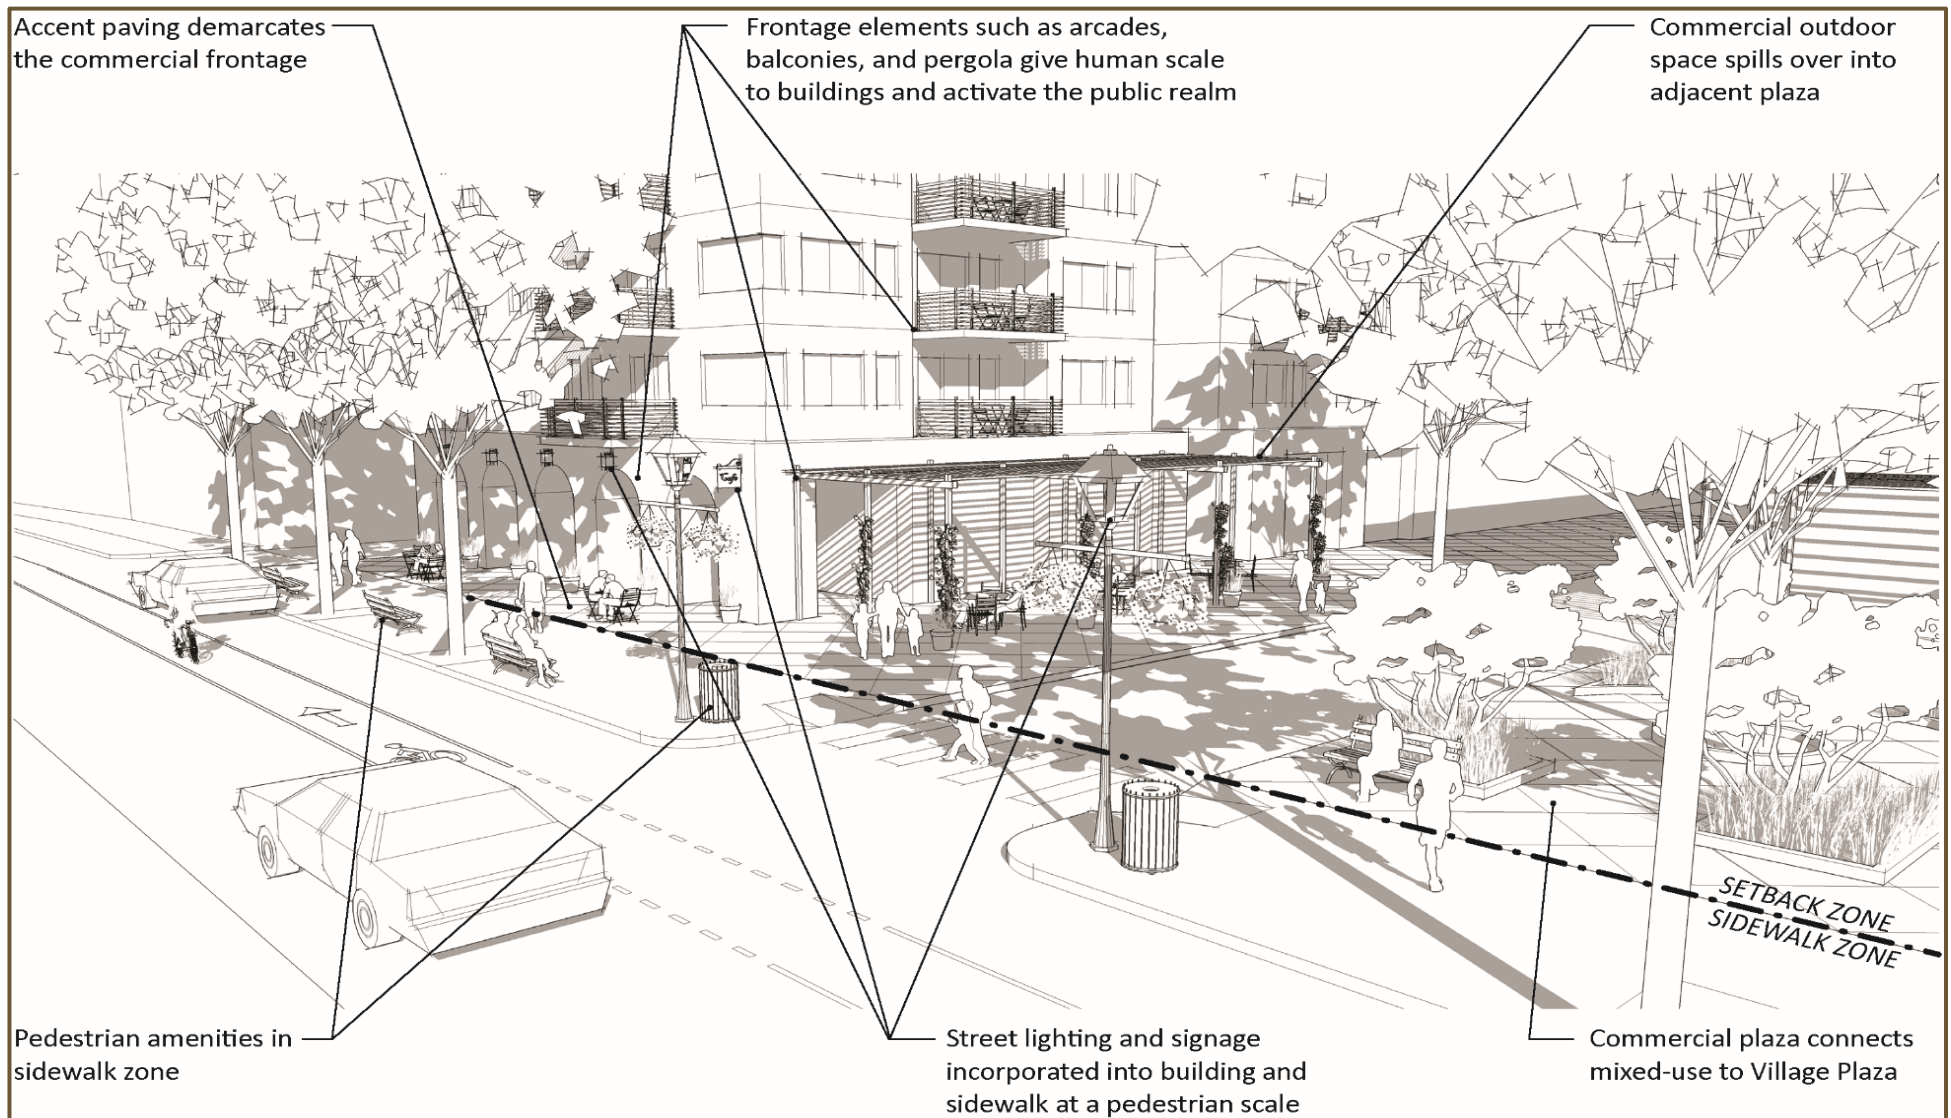 Accent paving demarcates
the commercial frontage
Frontage elements such as arcades,
balconies, and pergola give human scale
to buildings and activate the public realm
Commercial outdoor
space spills over into
adjacent plaza
Cafe
SETBACK ZONE
SIDEWALK ZONE
Pedestrian amenities in
sidewalk zone
Street lighting and signage
incorporated into building and
sidewalk at a pedestrian scale
Commercial plaza connects
mixed-use to Village Plaza